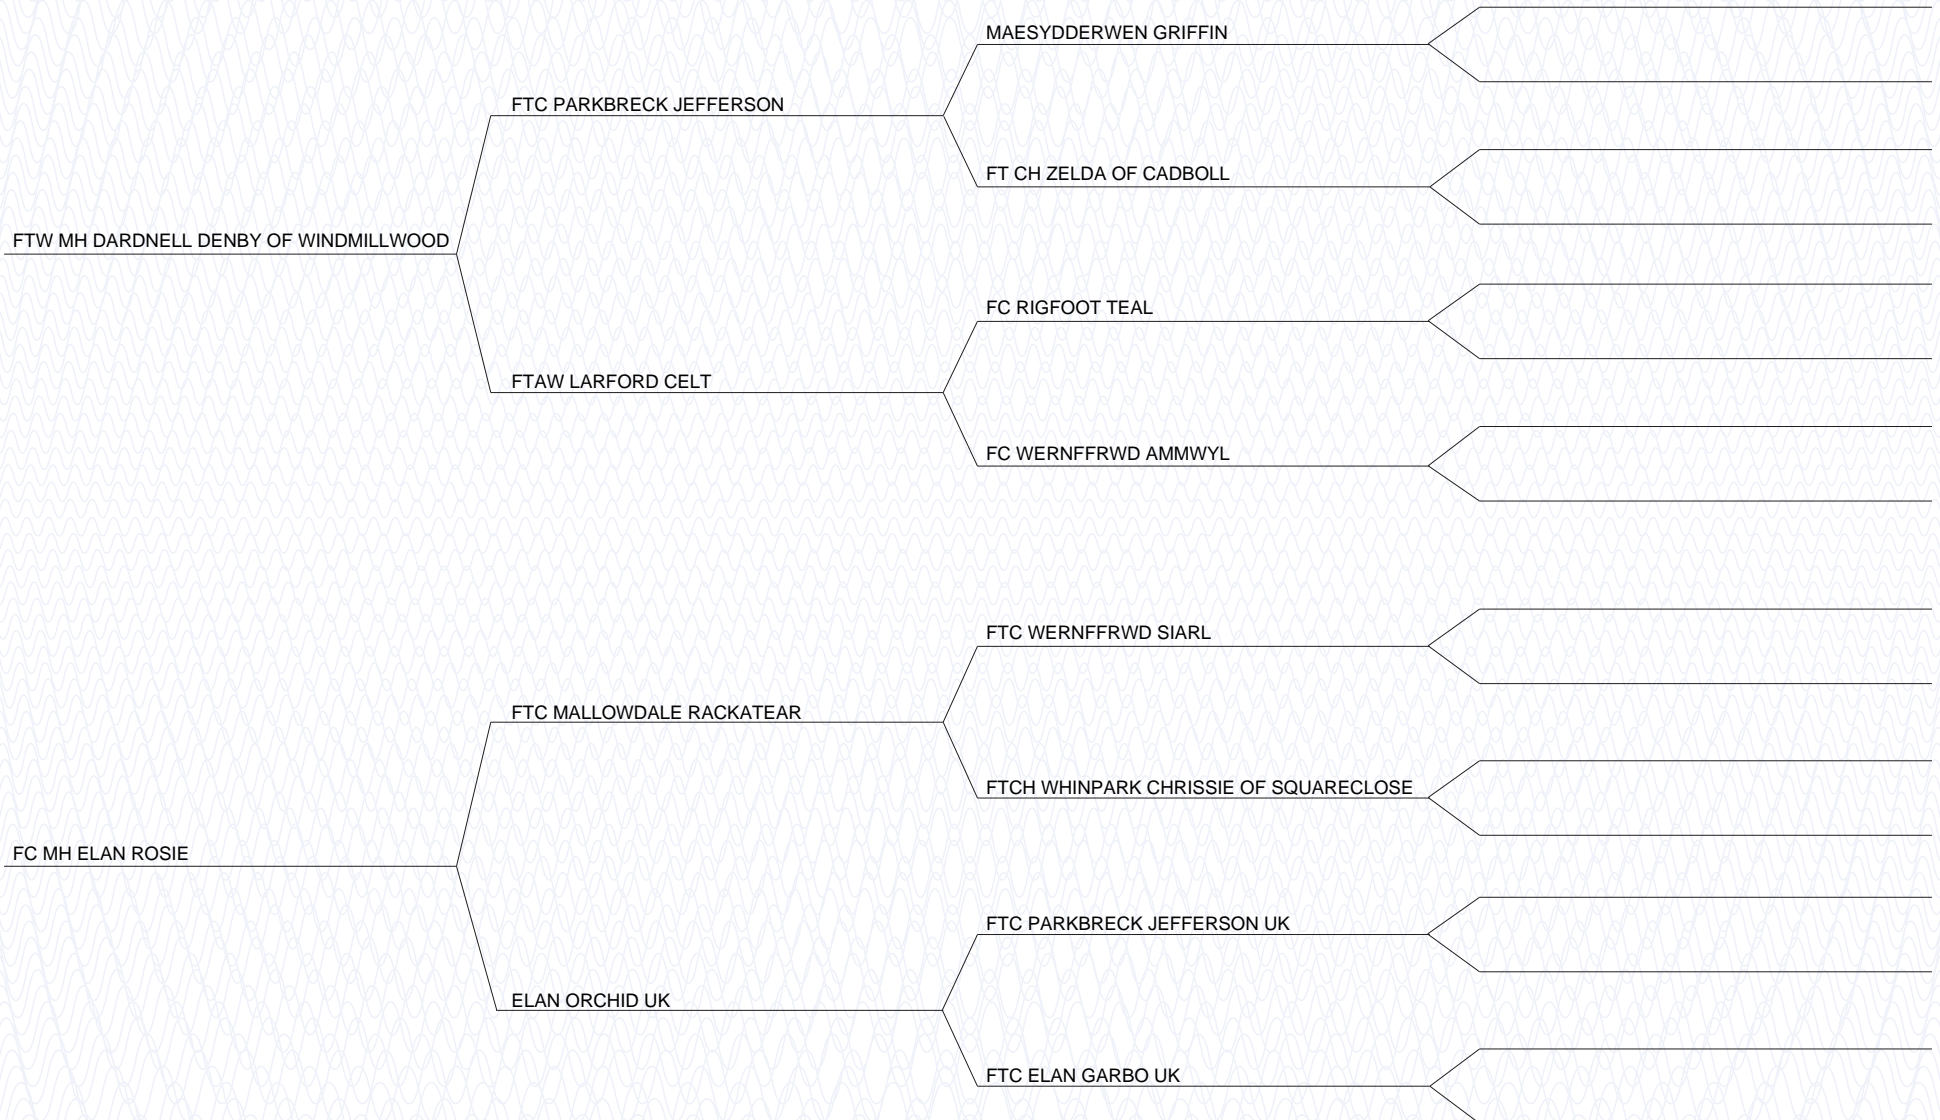 MAESYDDERWEN GRIFFIN
FTC PARKBRECK JEFFERSON
FT CH ZELDA OF CADBOLL
FTW MH DARDNELL DENBY OF WINDMILLWOOD
FC RIGFOOT TEAL
FTAW LARFORD CELT
FC WERNFFRWD AMMWYL
FTC WERNFFRWD SIARL
FTC MALLOWDALE RACKATEAR
FTCH WHINPARK CHRISSIE OF SQUARECLOSE
FC MH ELAN ROSIE
FTC PARKBRECK JEFFERSON UK
ELAN ORCHID UK
FTC ELAN GARBO UK